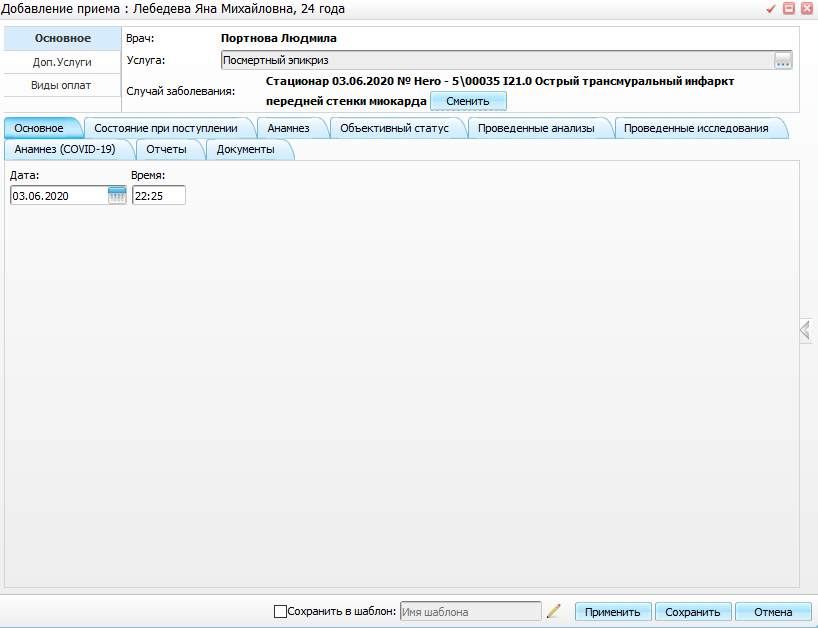 Добавление приема : Лебедева Яна Михайловна, 24 года
Основное
Доп.Услуги
Виды оплат
Врач: Портнова Людмила
Услуга: Посмертный эпикриз ...
Случай заболевания: Стационар 03.06.2020 № Hero - 5\00035 I21.0 Острый трансмуральный инфаркт
передней стенки миокарда Сменить
Основное Состояние при поступлении Анамнез Объективный статус Проведенные анализы Проведенные исследования
Анамнез (COVID-19) Отчеты Документы
Дата: Время:
03.06.2020 22:25
Сохранить в шаблон: Имя шаблона Применить Сохранить Отмена